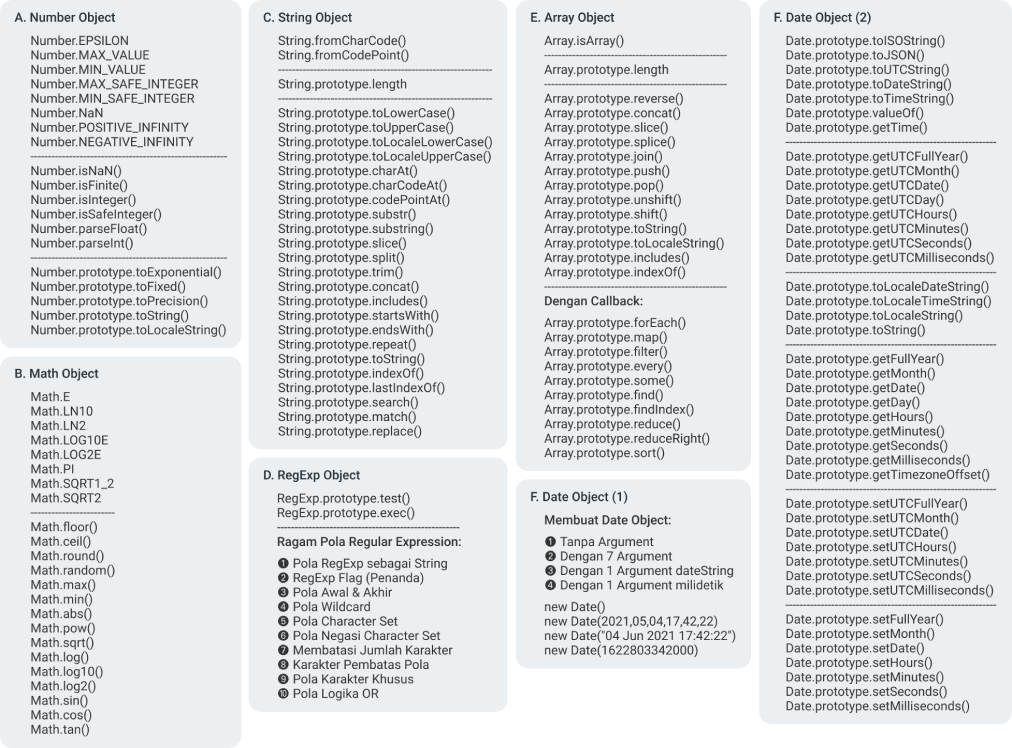 A. Number Object
Number.EPSILON
Number.MAX_VALUE
Number.MIN_VALUE
Number.MAX_SAFE_INTEGER
Number.MIN_SAFE_INTEGER
Number.NaN
Number.POSITIVE_INFINITY
Number.NEGATIVE_INFINITY
Number.isNaN()
Number.isFinite()
Number.isInteger()
Number.isSafeInteger()
Number.parseFloat()
Number.parseInt()
Number.prototype.toExponential()
Number.prototype.toFixed()
Number.prototype.toPrecision()
Number.prototype.toString()
Number.prototype.toLocaleString()
B. Math Object
Math.E
Math.LN10
Math.LN2
Math.LOG10E
Math.LOG2E
Math.PI
Math.SQRT1_2
Math.SQRT2
Math.floor()
Math.ceil()
Math.round()
Math.random()
Math.max()
Math.min()
Math.abs()
Math.pow()
Math.sqrt()
Math.log()
Math.log10()
Math.log2()
Math.sin()
Math.cos()
Math.tan()
C. String Object
String.fromCharCode()
String.fromCodePoint()
String.prototype.length
String.prototype.toLowerCase()
String.prototype.toUpperCase()
String.prototype.toLocaleLowerCase()
String.prototype.toLocaleUpperCase()
String.prototype.charAt()
String.prototype.charCodeAt()
String.prototype.codePointAt()
String.prototype.substr()
String.prototype.substring()
String.prototype.slice()
String.prototype.split()
String.prototype.trim()
String.prototype.concat()
String.prototype.includes()
String.prototype.startsWith()
String.prototype.endsWith()
String.prototype.repeat()
String.prototype.toString()
String.prototype.indexOf()
String.prototype.lastIndexOf()
String.prototype.search()
String.prototype.match()
String.prototype.replace()
D. RegExp Object
RegExp.prototype.test()
RegExp.prototype.exec()
Ragam Pola Regular Expression:
❶ Pola RegExp sebagai String
❷ RegExp Flag (Penanda)
❸ Pola Awal & Akhir
❹ Pola Wildcard
❺ Pola Character Set
❻ Pola Negasi Character Set
❼ Membatasi Jumlah Karakter
❽ Karakter Pembatas Pola
❾ Pola Karakter Khusus
❿ Pola Logika OR
E. Array Object
Array.isArray()
Array.prototype.length
Array.prototype.reverse()
Array.prototype.concat()
Array.prototype.slice()
Array.prototype.splice()
Array.prototype.join()
Array.prototype.push()
Array.prototype.pop()
Array.prototype.unshift()
Array.prototype.shift()
Array.prototype.toString()
Array.prototype.toLocaleString()
Array.prototype.includes()
Array.prototype.indexOf()
Dengan Callback:
Array.prototype.forEach()
Array.prototype.map()
Array.prototype.filter()
Array.prototype.every()
Array.prototype.some()
Array.prototype.find()
Array.prototype.findIndex()
Array.prototype.reduce()
Array.prototype.reduceRight()
Array.prototype.sort()
F. Date Object (1)
Membuat Date Object:
❶ Tanpa Argument
❷ Dengan 7 Argument
❸ Dengan 1 Argument dateString
❹ Dengan 1 Argument milidetik
new Date()
new Date(2021,05,04,17,42,22)
new Date("04 Jun 2021 17:42:22")
new Date(1622803342000)
F. Date Object (2)
Date.prototype.toISOString()
Date.prototype.toJSON()
Date.prototype.toUTCString()
Date.prototype.toDateString()
Date.prototype.toTimeString()
Date.prototype.valueOf()
Date.prototype.getTime()
Date.prototype.getUTCFullYear()
Date.prototype.getUTCMonth()
Date.prototype.getUTCDate()
Date.prototype.getUTCDay()
Date.prototype.getUTCHours()
Date.prototype.getUTCMinutes()
Date.prototype.getUTCSeconds()
Date.prototype.getUTCMilliseconds()
Date.prototype.toLocaleDateString()
Date.prototype.toLocaleTimeString()
Date.prototype.toLocaleString()
Date.prototype.toString()
Date.prototype.getFullYear()
Date.prototype.getMonth()
Date.prototype.getDate()
Date.prototype.getDay()
Date.prototype.getHours()
Date.prototype.getMinutes()
Date.prototype.getSeconds()
Date.prototype.getMilliseconds()
Date.prototype.getTimezoneOffset()
Date.prototype.setUTCFullYear()
Date.prototype.setUTCMonth()
Date.prototype.setUTCDate()
Date.prototype.setUTCHours()
Date.prototype.setUTCMinutes()
Date.prototype.setUTCSeconds()
Date.prototype.setUTCMilliseconds()
Date.prototype.setFullYear()
Date.prototype.setMonth()
Date.prototype.setDate()
Date.prototype.setHours()
Date.prototype.setMinutes()
Date.prototype.setSeconds()
Date.prototype.setMilliseconds()